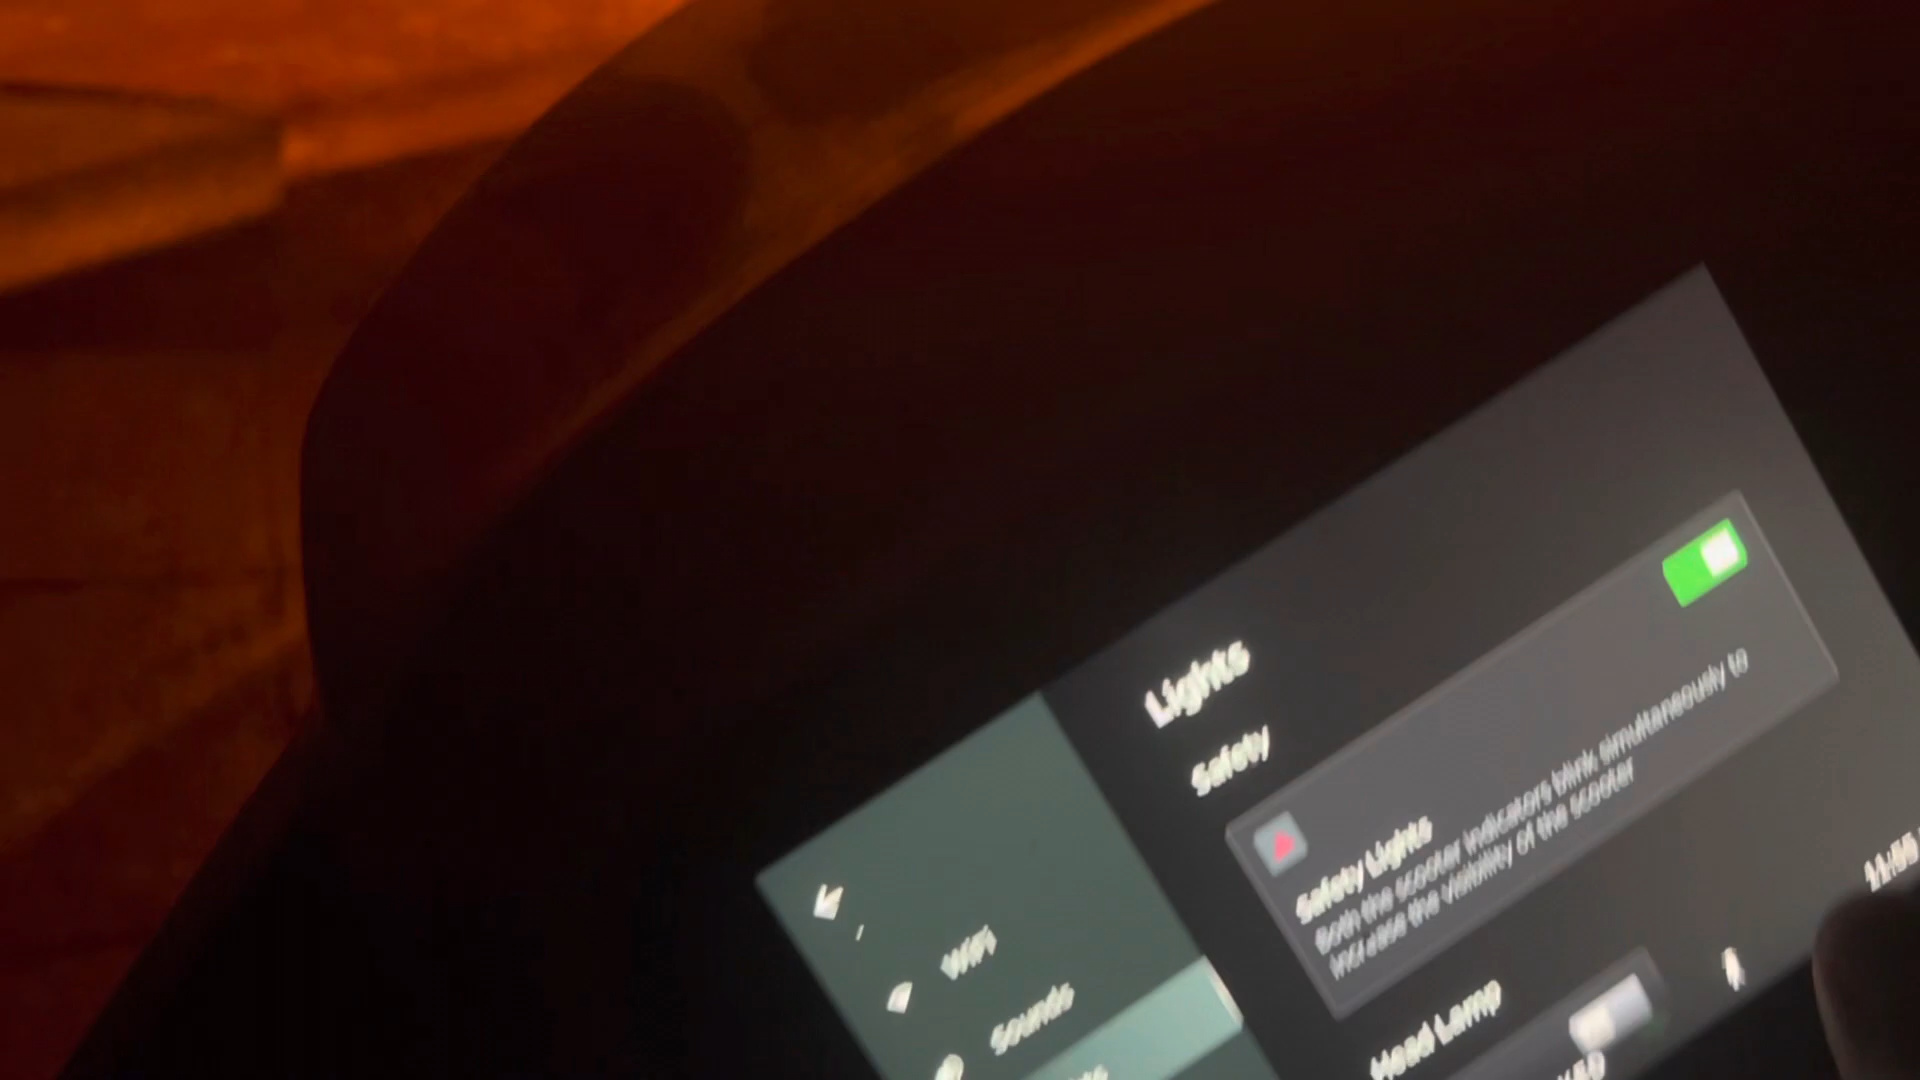 Lights
Safety
Safety Lights
Both the scooter indicators blink simultaneously to
increase the visibility of the scooter
Head Lamp
WiFi
Sounds